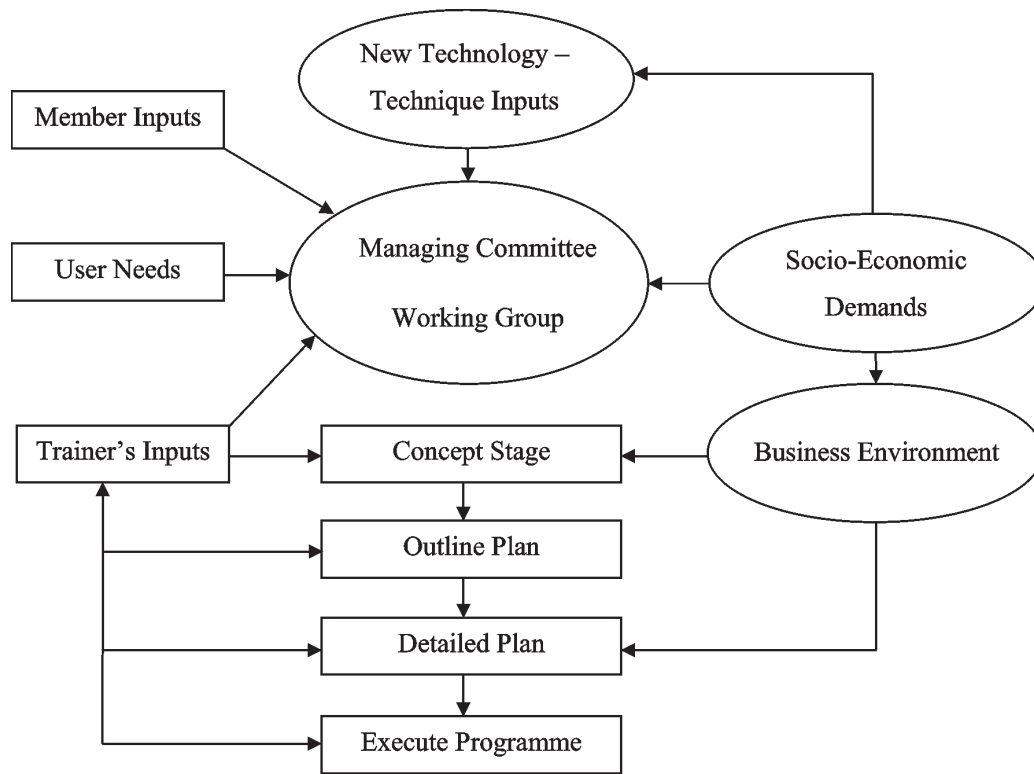 New Technology –
Technique Inputs
Member Inputs
Managing Committee
Working Group
User Needs
Socio-Economic
Demands
Trainer’s Inputs
Concept Stage
Business Environment
Outline Plan
Detailed Plan
Execute Programme